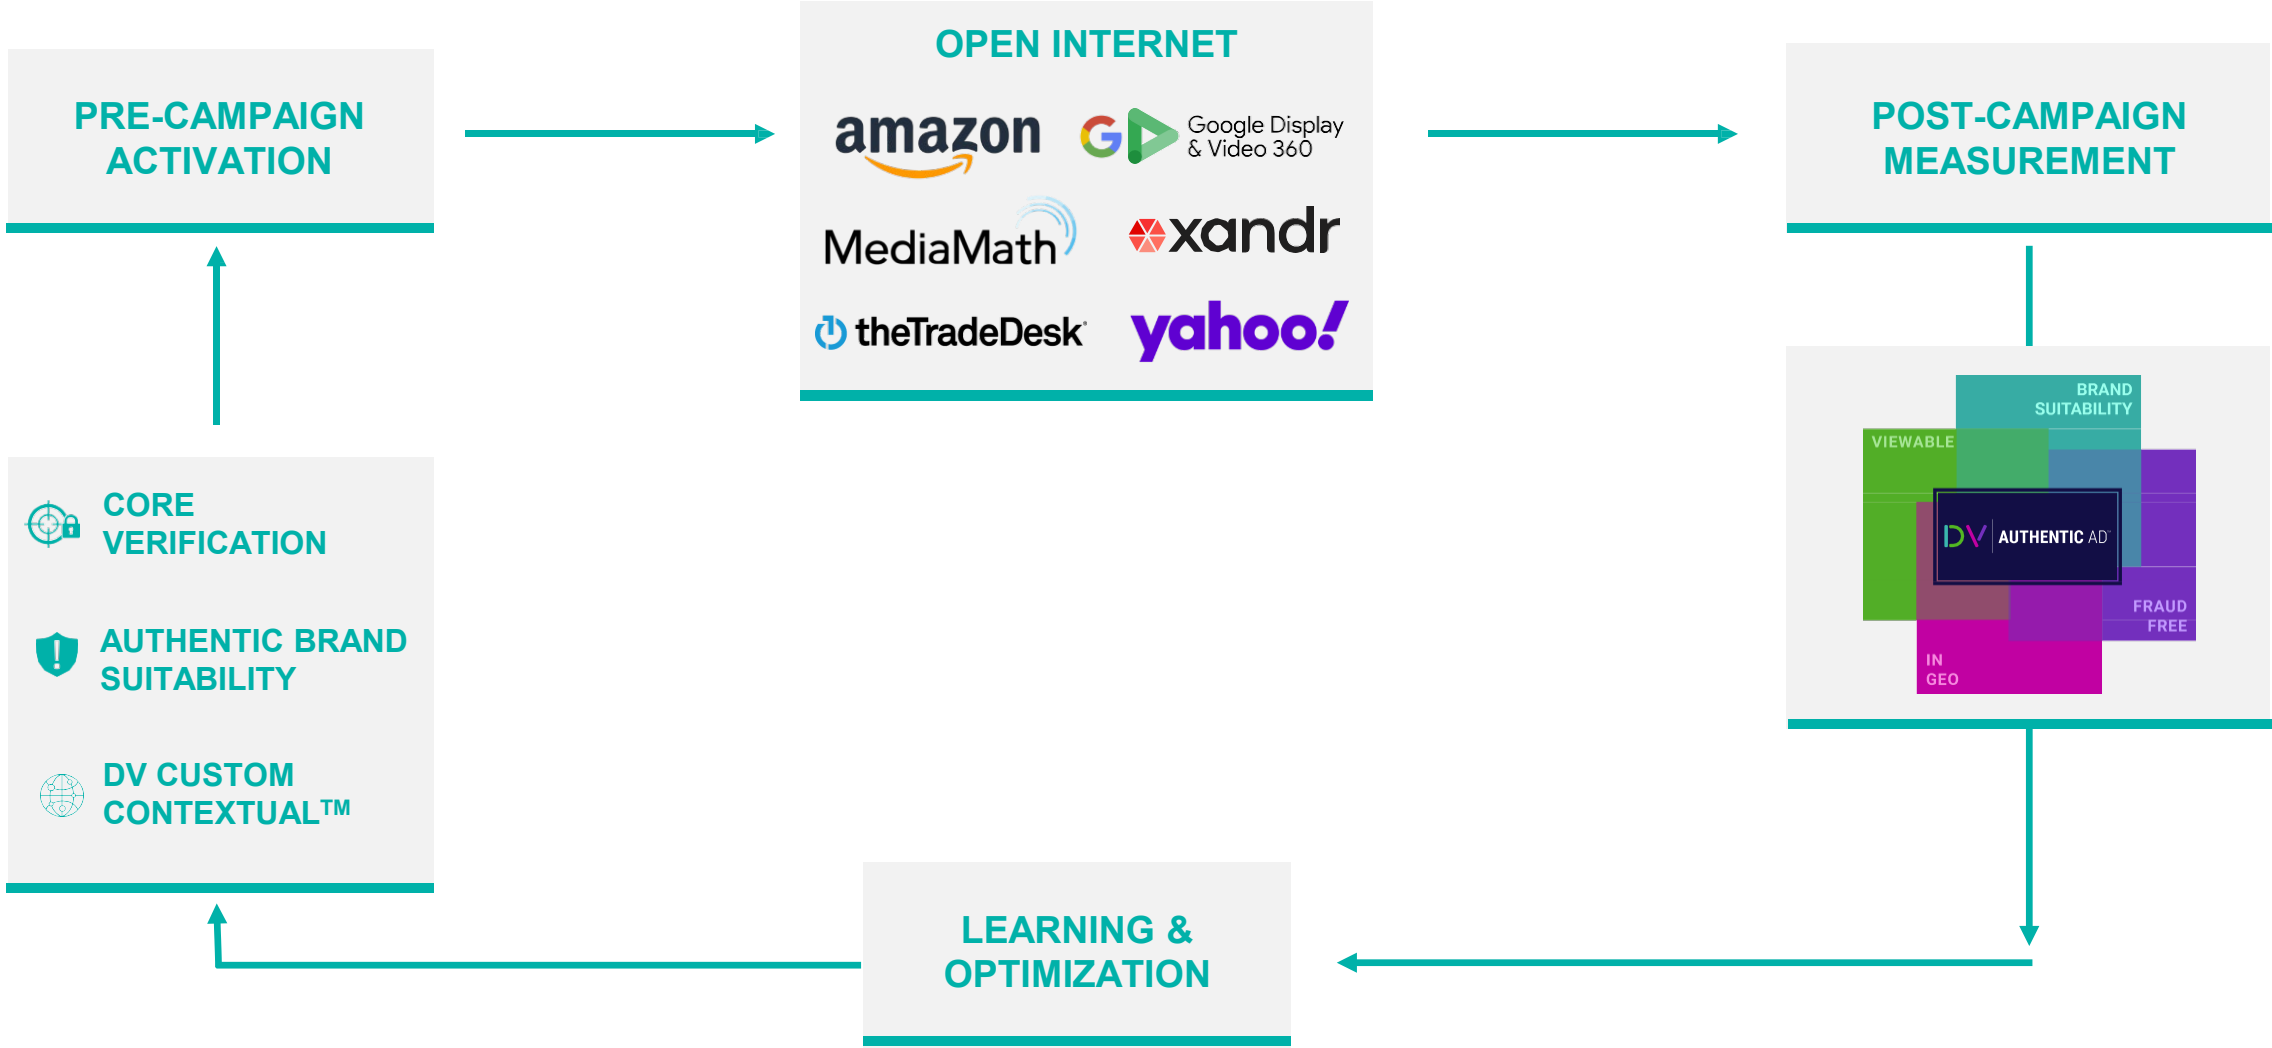 PRE-CAMPAIGN
ACTIVATION
OPEN INTERNET
amazon
Google Display
& Video 360
MediaMath
xandr
theTradeDesk
yahoo!
POST-CAMPAIGN
MEASUREMENT
BRAND
SUITABILITY
VIEWABLE
DV AUTHENTIC AD™
FRAUD
FREE
IN
GEO
CORE
VERIFICATION
AUTHENTIC BRAND
SUITABILITY
DV CUSTOM
CONTEXTUAL™
LEARNING &
OPTIMIZATION